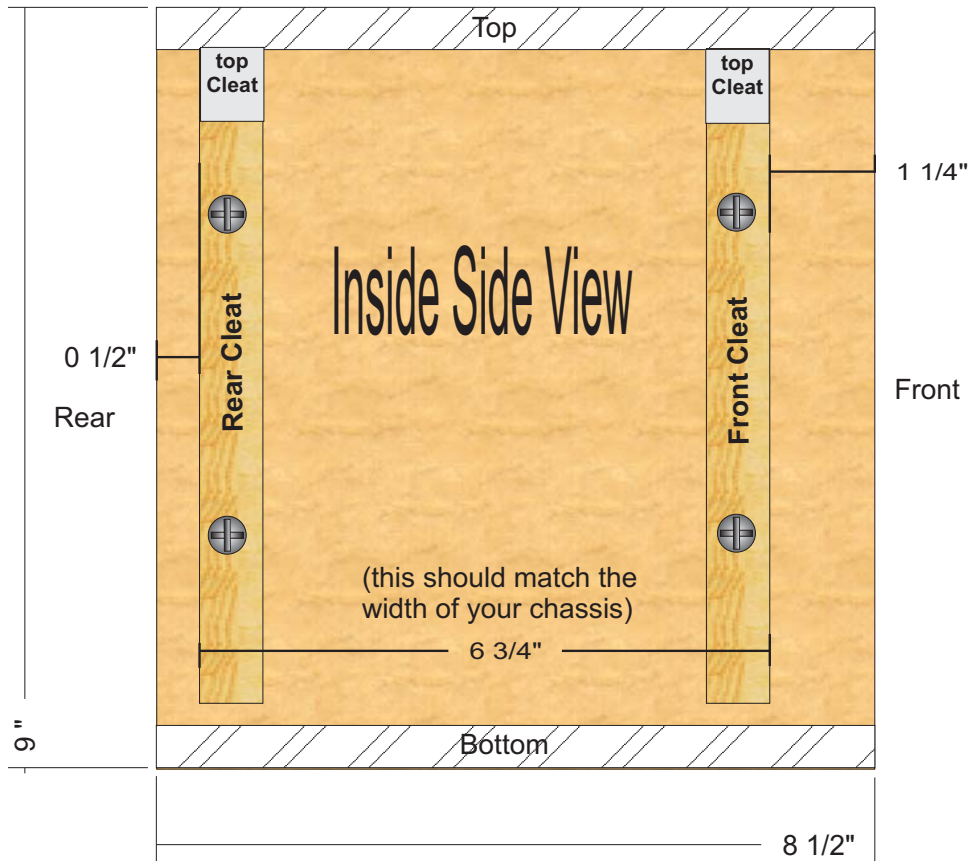 Top
top
Cleat
top
Cleat
1 1/4"
Inside Side View
Rear Cleat
Front Cleat
0 1/2"
Rear
Front
(this should match the
width of your chassis)
6 3/4"
9 "
Bottom
8 1/2"